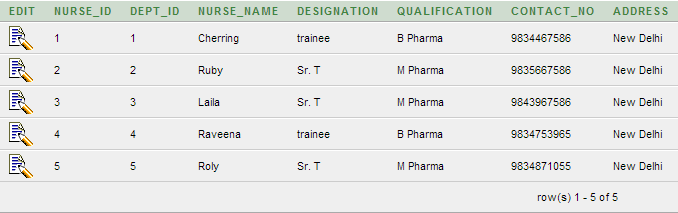 EDIT NURSE_ID DEPT_ID NURSE_NAME DESIGNATION QUALIFICATION CONTACT_NO ADDRESS
1 1 Cherring trainee B Pharma 9834467586 New Delhi
2 2 Ruby Sr. T M Pharma 9835667586 New Delhi
3 3 Laila Sr. T M Pharma 9843967586 New Delhi
4 4 Raveena trainee B Pharma 9834753965 New Delhi
5 5 Roly Sr. T M Pharma 9834871055 New Delhi
row(s) 1 - 5 of 5